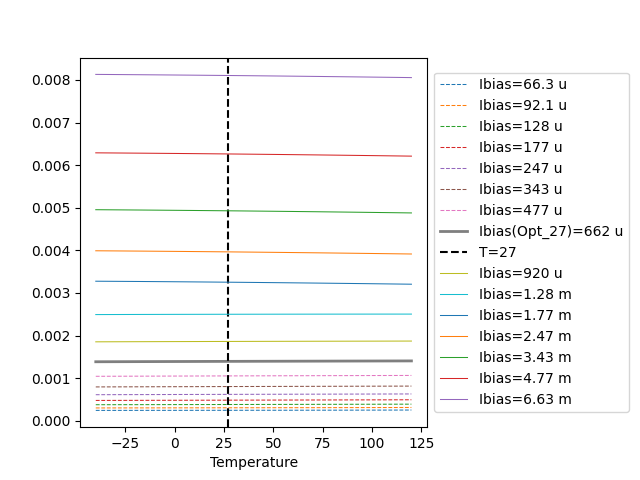 0.008
0.007
0.006
0.005
0.004
0.003
0.002
0.001
0.000
−25
0
25
50
75
100
125
Temperature
Ibias=66.3 u
Ibias=92.1 u
Ibias=128 u
Ibias=177 u
Ibias=247 u
Ibias=343 u
Ibias=477 u
Ibias(Opt_27)=662 u
T=27
Ibias=920 u
Ibias=1.28 m
Ibias=1.77 m
Ibias=2.47 m
Ibias=3.43 m
Ibias=4.77 m
Ibias=6.63 m